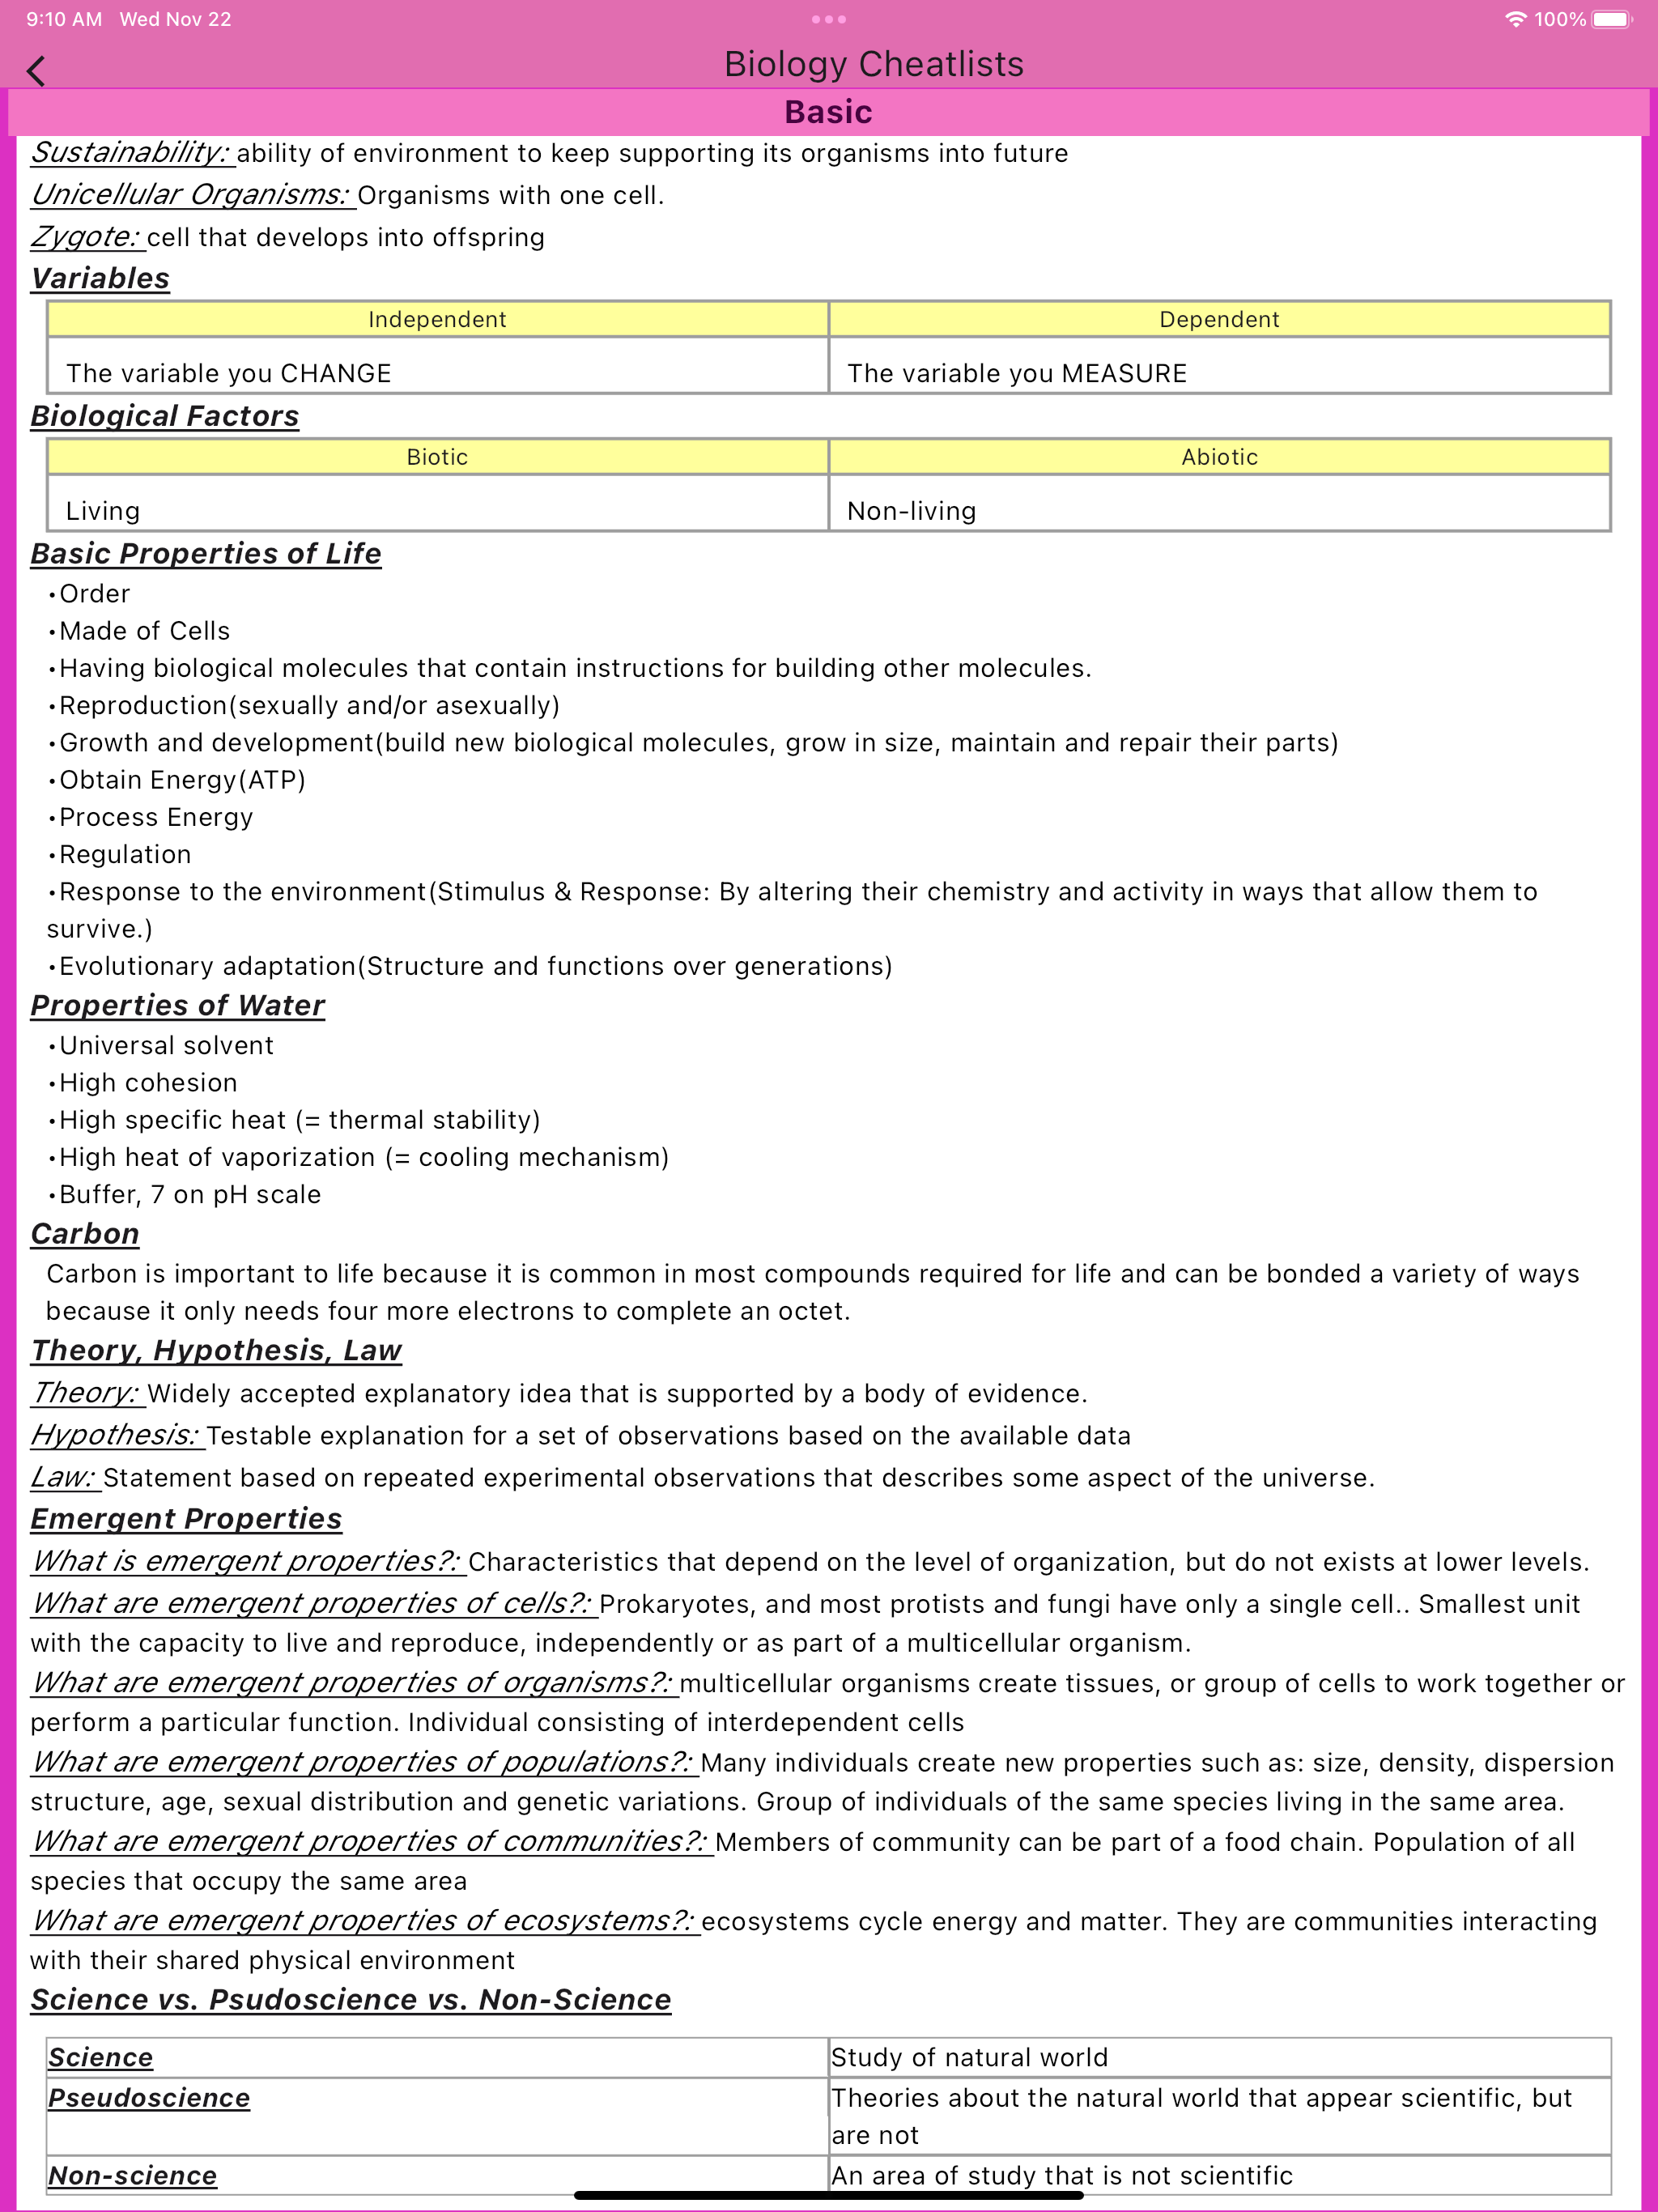 9:10 AM Wed Nov 22
100%
Biology Cheatlists
Basic
Sustainability: ability of environment to keep supporting its organisms into future
Unicellular Organisms: Organisms with one cell.
Zygote: cell that develops into offspring
Variables
Independent Dependent
The variable you CHANGE The variable you MEASURE
Biological Factors
Biotic Abiotic
Living Non-living
Basic Properties of Life
•Order
•Made of Cells
•Having biological molecules that contain instructions for building other molecules.
•Reproduction(sexually and/or asexually)
•Growth and development(build new biological molecules, grow in size, maintain and repair their parts)
•Obtain Energy(ATP)
•Process Energy
•Regulation
•Response to the environment(Stimulus & Response: By altering their chemistry and activity in ways that allow them to
survive.)
•Evolutionary adaptation(Structure and functions over generations)
Properties of Water
•Universal solvent
•High cohesion
•High specific heat (= thermal stability)
•High heat of vaporization (= cooling mechanism)
•Buffer, 7 on pH scale
Carbon
Carbon is important to life because it is common in most compounds required for life and can be bonded a variety of ways
because it only needs four more electrons to complete an octet.
Theory, Hypothesis, Law
Theory: Widely accepted explanatory idea that is supported by a body of evidence.
Hypothesis: Testable explanation for a set of observations based on the available data
Law: Statement based on repeated experimental observations that describes some aspect of the universe.
Emergent Properties
What is emergent properties?: Characteristics that depend on the level of organization, but do not exists at lower levels.
What are emergent properties of cells?: Prokaryotes, and most protists and fungi have only a single cell.. Smallest unit
with the capacity to live and reproduce, independently or as part of a multicellular organism.
What are emergent properties of organisms?: multicellular organisms create tissues, or group of cells to work together or
perform a particular function. Individual consisting of interdependent cells
What are emergent properties of populations?: Many individuals create new properties such as: size, density, dispersion
structure, age, sexual distribution and genetic variations. Group of individuals of the same species living in the same area.
What are emergent properties of communities?: Members of community can be part of a food chain. Population of all
species that occupy the same area
What are emergent properties of ecosystems?: ecosystems cycle energy and matter. They are communities interacting
with their shared physical environment
Science vs. Psudoscience vs. Non-Science
Science Study of natural world
Pseudoscience Theories about the natural world that appear scientific, but
are not
Non-science An area of study that is not scientific